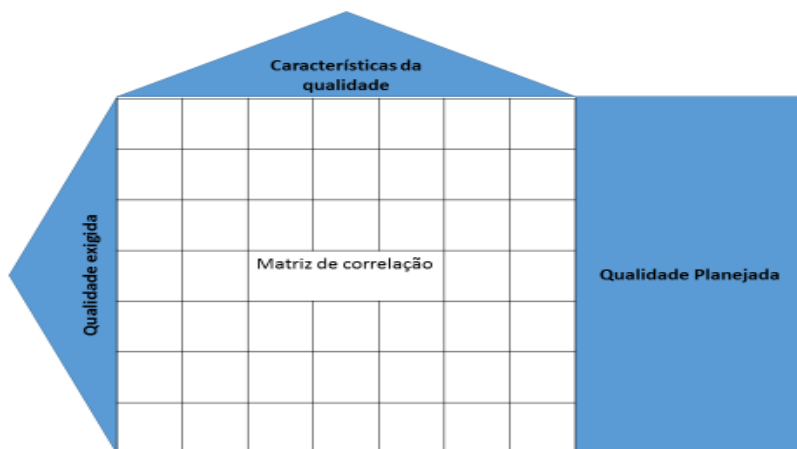 Características da
qualidade
Qualidade exigida
Matriz de correlação
Qualidade Planejada